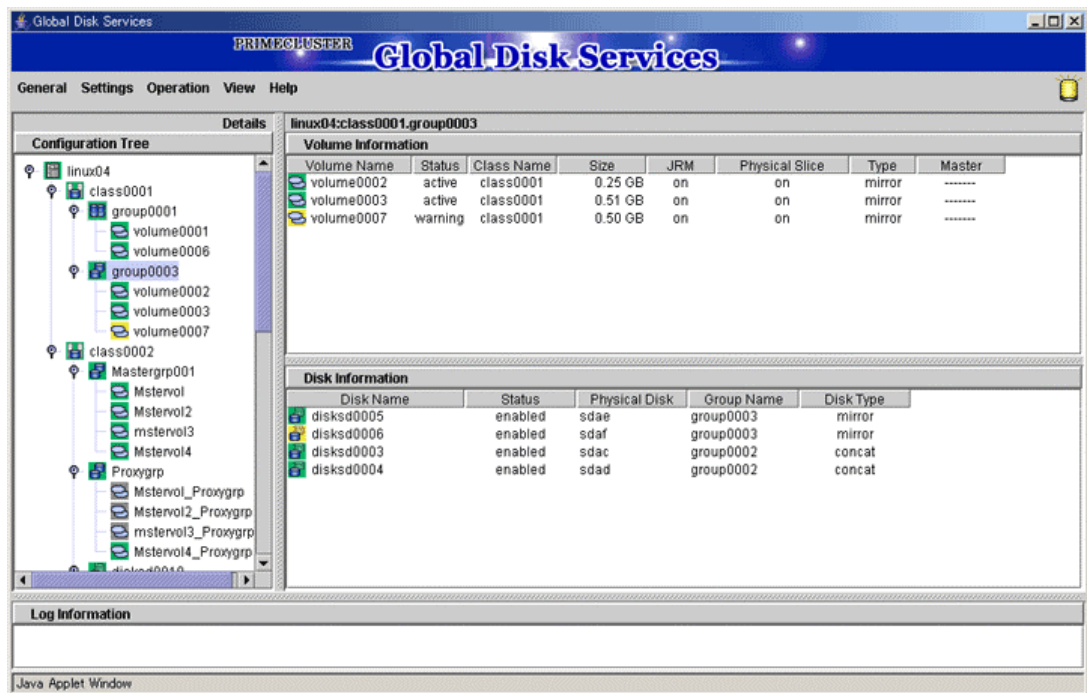 Global Disk Services
PRIMECLUSTER Global Disk Services
General Settings Operation View Help
Details
Configuration Tree
linux04
class0001
group0001
volume0001
volume0006
group0003
volume0002
volume0003
volume0007
class0002
Mastergrp001
Mstervol
Mstervol2
mstervol3
Mstervol4
Proxygrp
Mstervol_Proxygrp
Mstervol2_Proxygrp
mstervol3_Proxygrp
Mstervol4_Proxygrp
linux04:class0001.group0003
Volume Information
Volume Name Status Class Name Size JRM Physical Slice Type Master
volume0002 active class0001 0.25 GB on on mirror -------
volume0003 active class0001 0.51 GB on on mirror -------
volume0007 warning class0001 0.50 GB on on mirror -------
Disk Information
Disk Name Status Physical Disk Group Name Disk Type
disksd0005 enabled sdae group0003 mirror
disksd0006 enabled sdaf group0003 mirror
disksd0003 enabled sdac group0002 concat
disksd0004 enabled sdad group0002 concat
Log Information
Java Applet Window